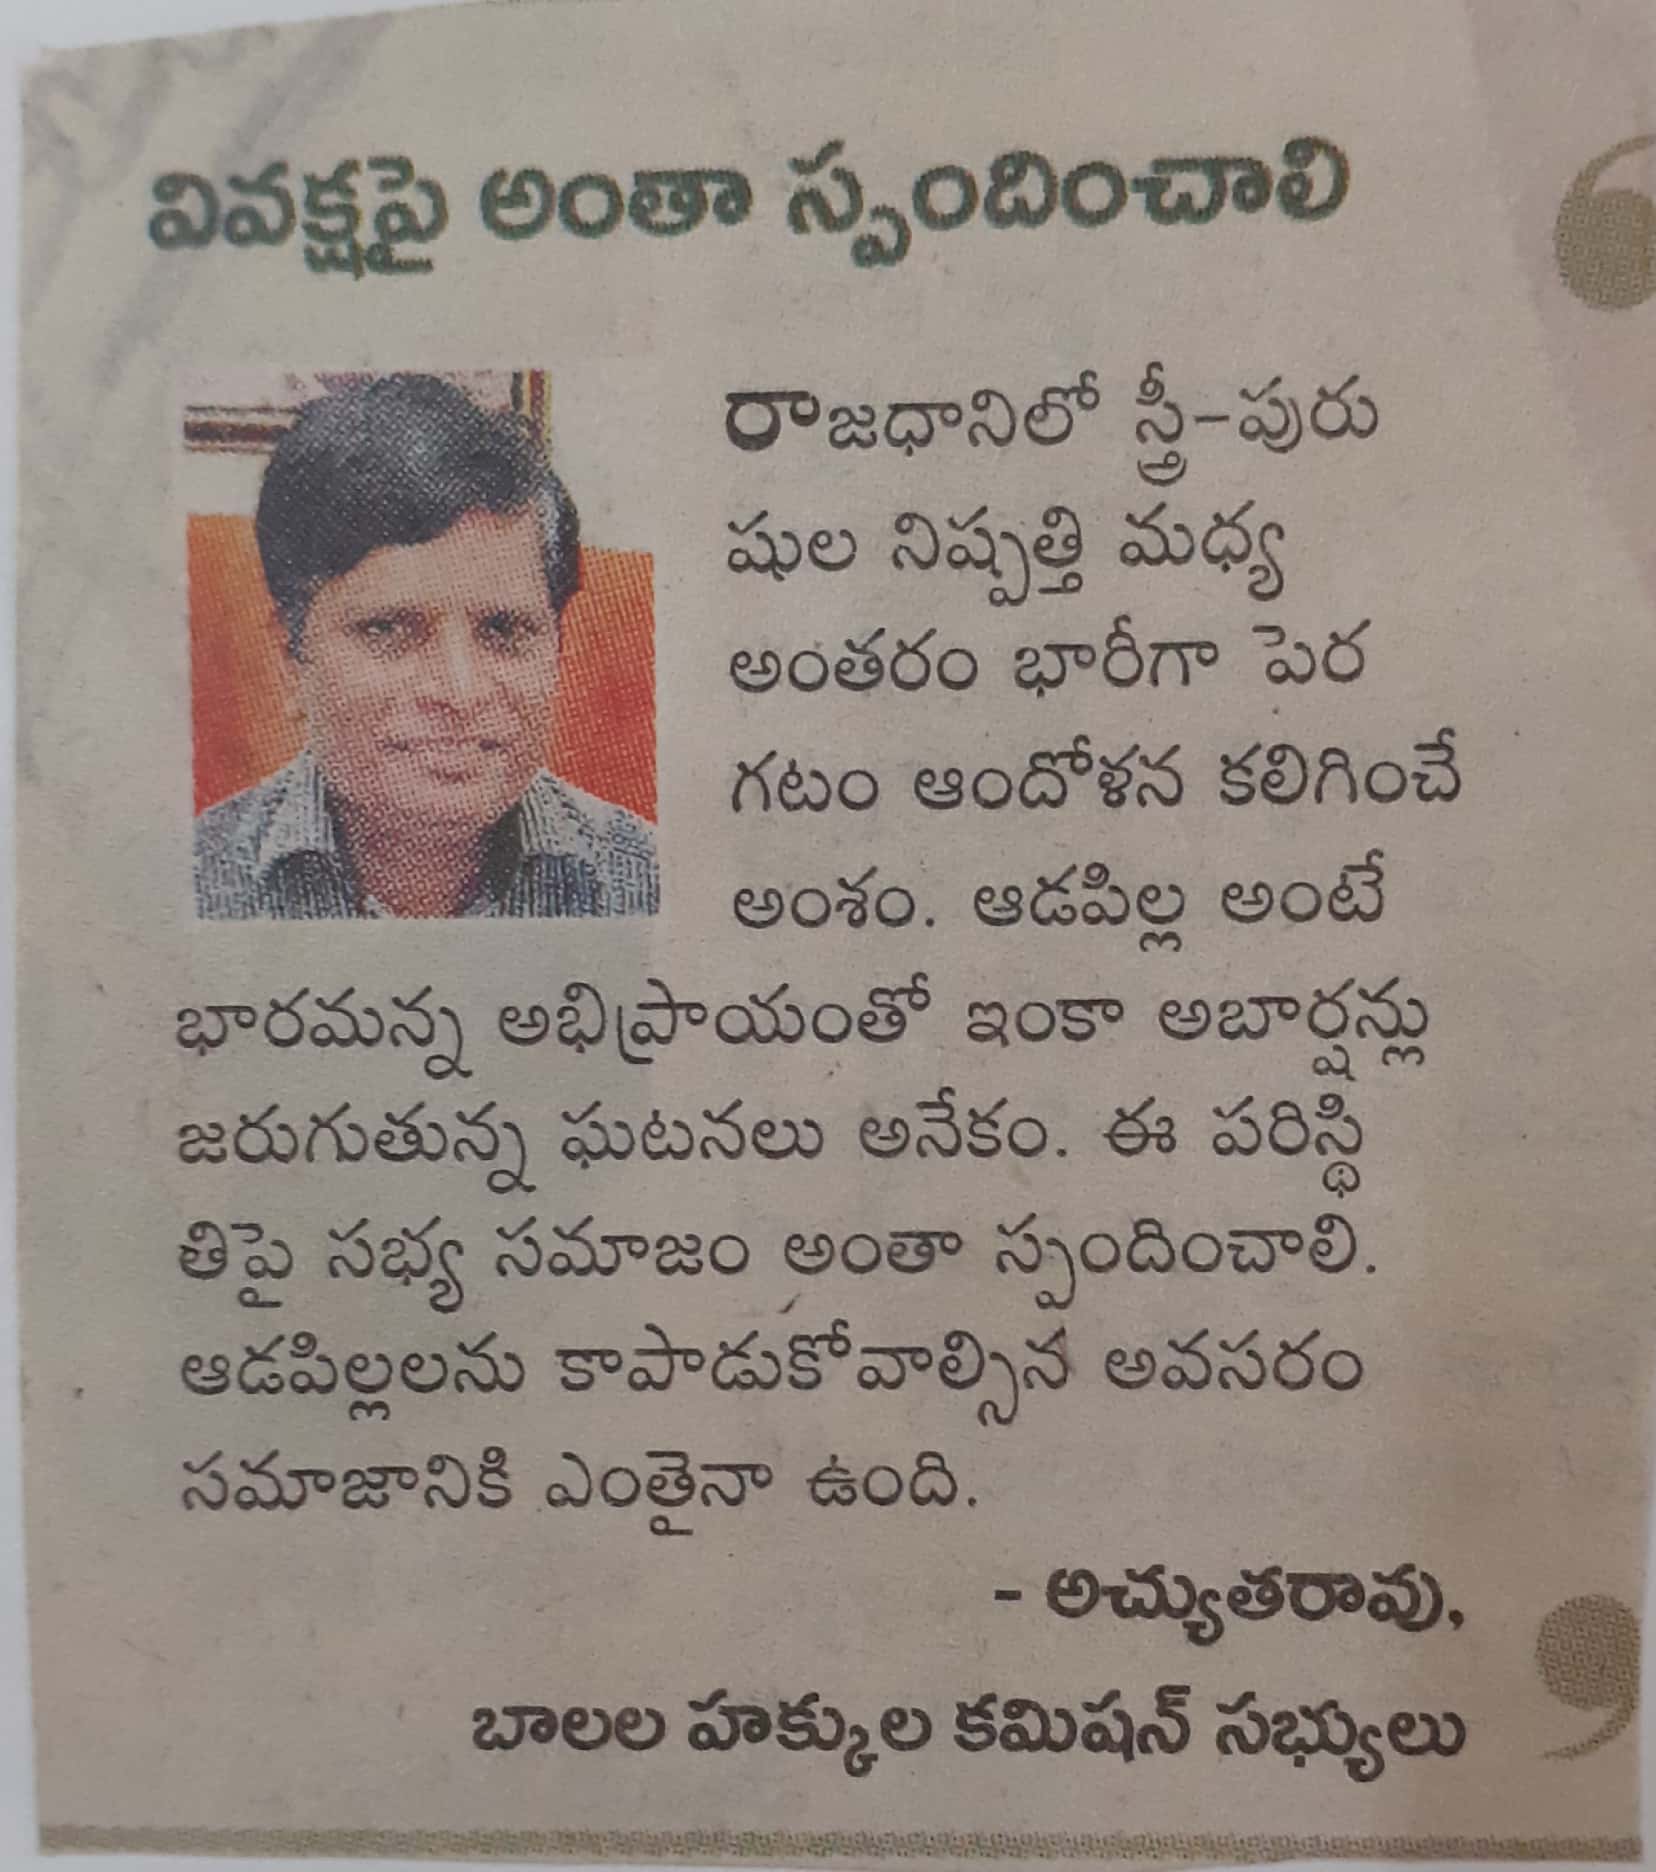 వివక్షపై అంతా స్పందించాలి
రాజధానిలో స్త్రీ-పురు
షుల నిష్పత్తి మధ్య
అంతరం భారీగా పెర
గటం ఆందోళన కలిగించే
అంశం. ఆడపిల్ల అంటే
భారమన్న అభిప్రాయంతో ఇంకా అబార్షన్లు
జరుగుతున్న ఘటనలు అనేకం. ఈ పరిస్థి
తిపై సభ్య సమాజం అంతా స్పందించాలి.
ఆడపిల్లలను కాపాడుకోవాల్సిన అవసరం
సమాజానికి ఎంతైనా ఉంది.
- అచ్యుతరావు,
బాలల హక్కుల కమిషన్ సభ్యులు